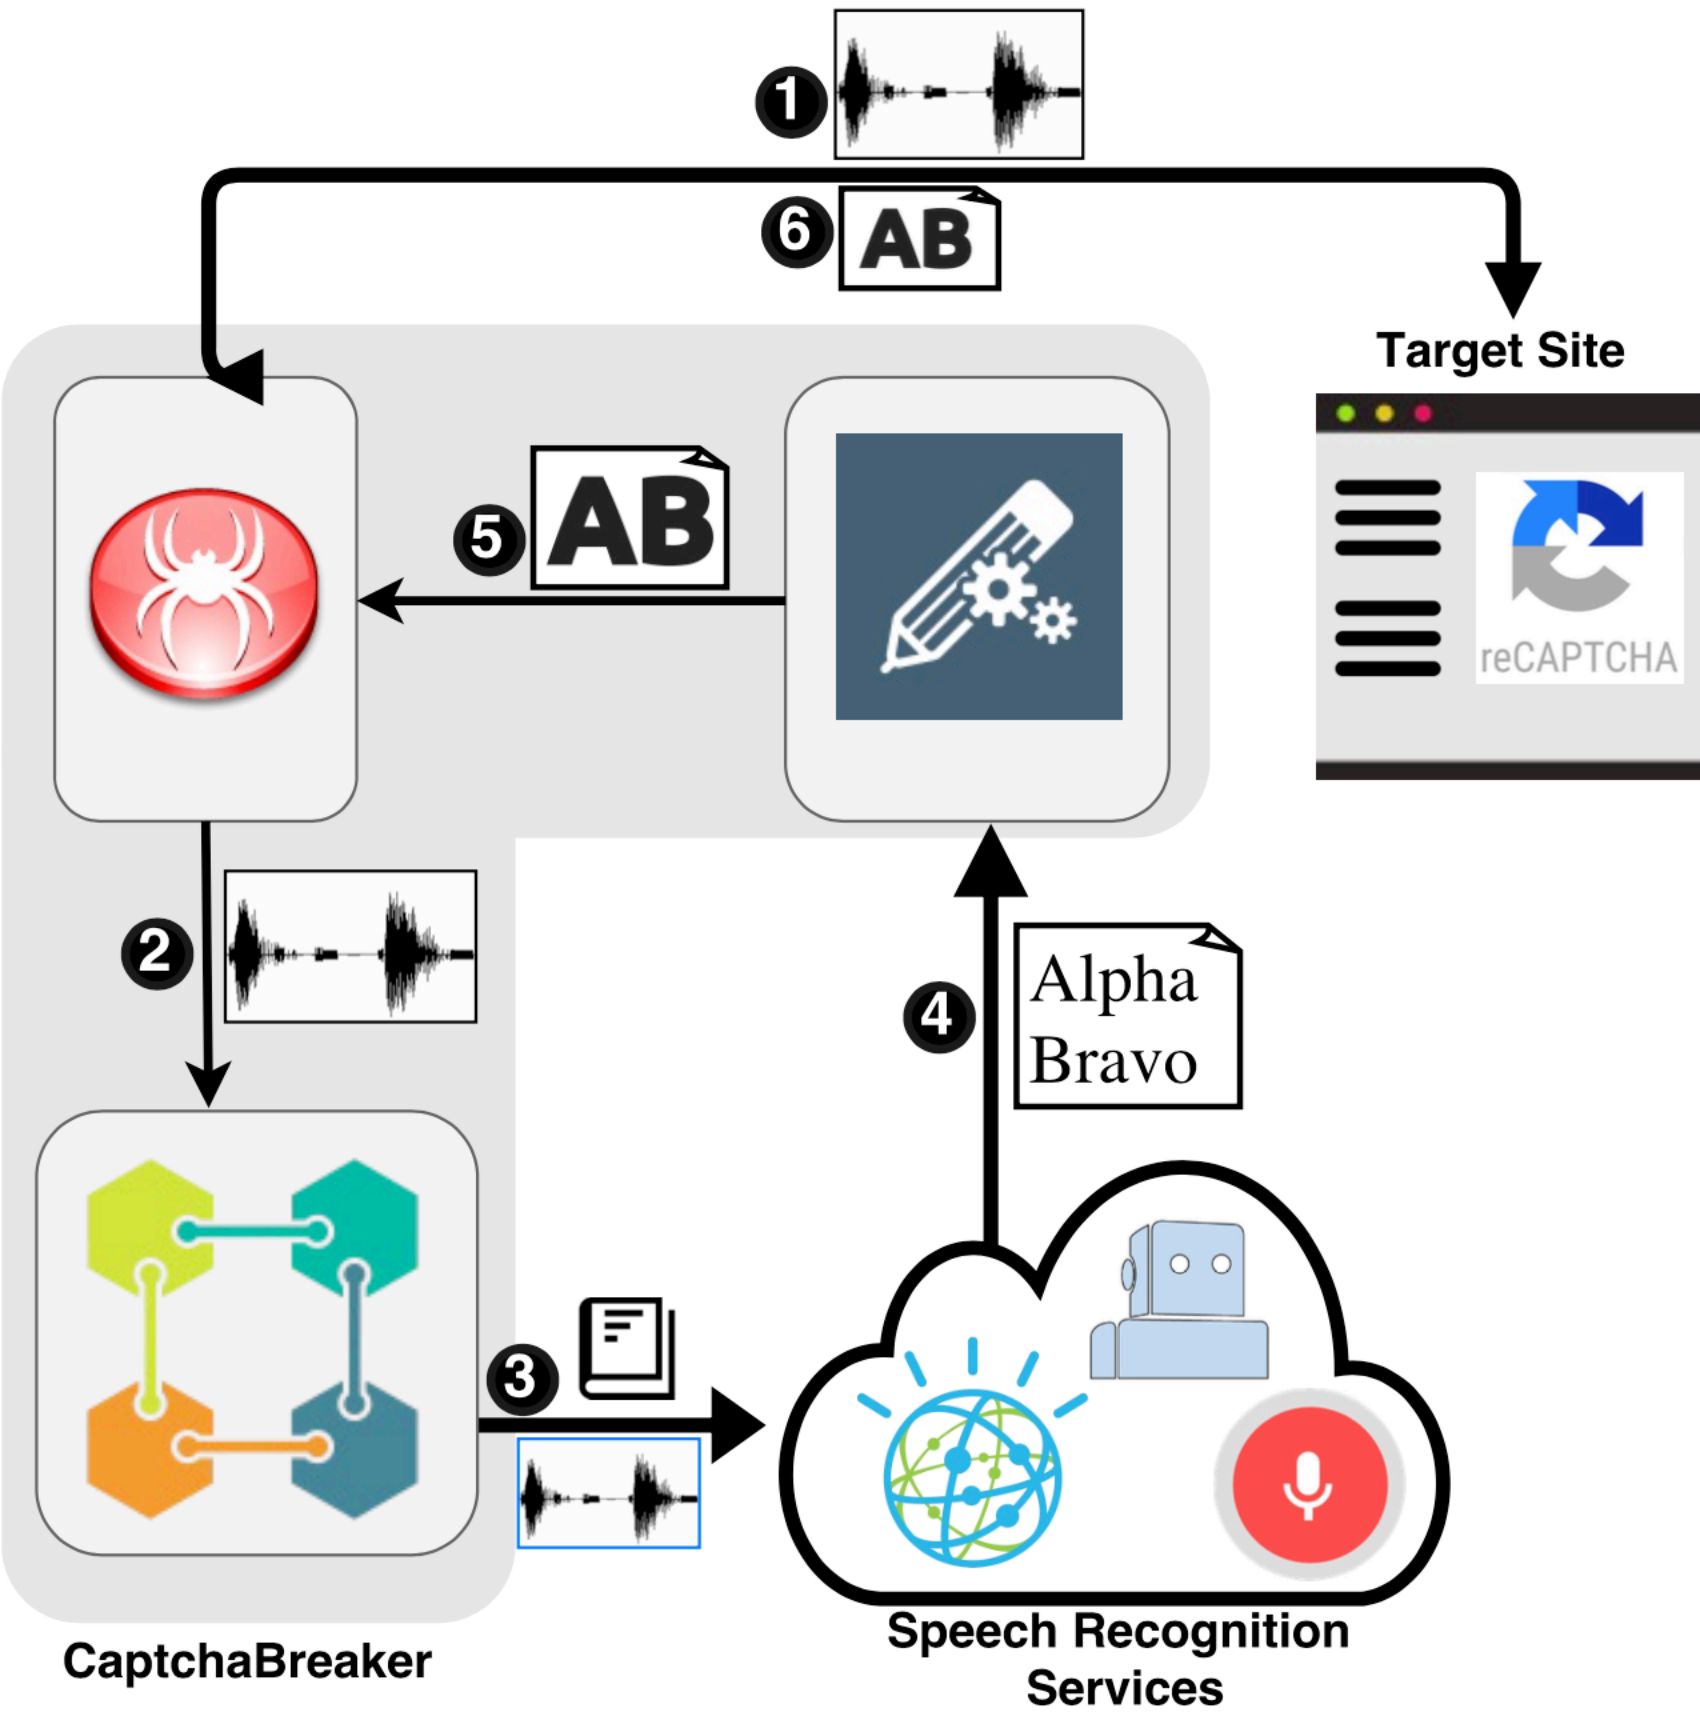 1
6
AB
Target Site
5
AB
reCAPTCHA
2
4
Alpha
Bravo
3
CaptchaBreaker
Speech Recognition
Services